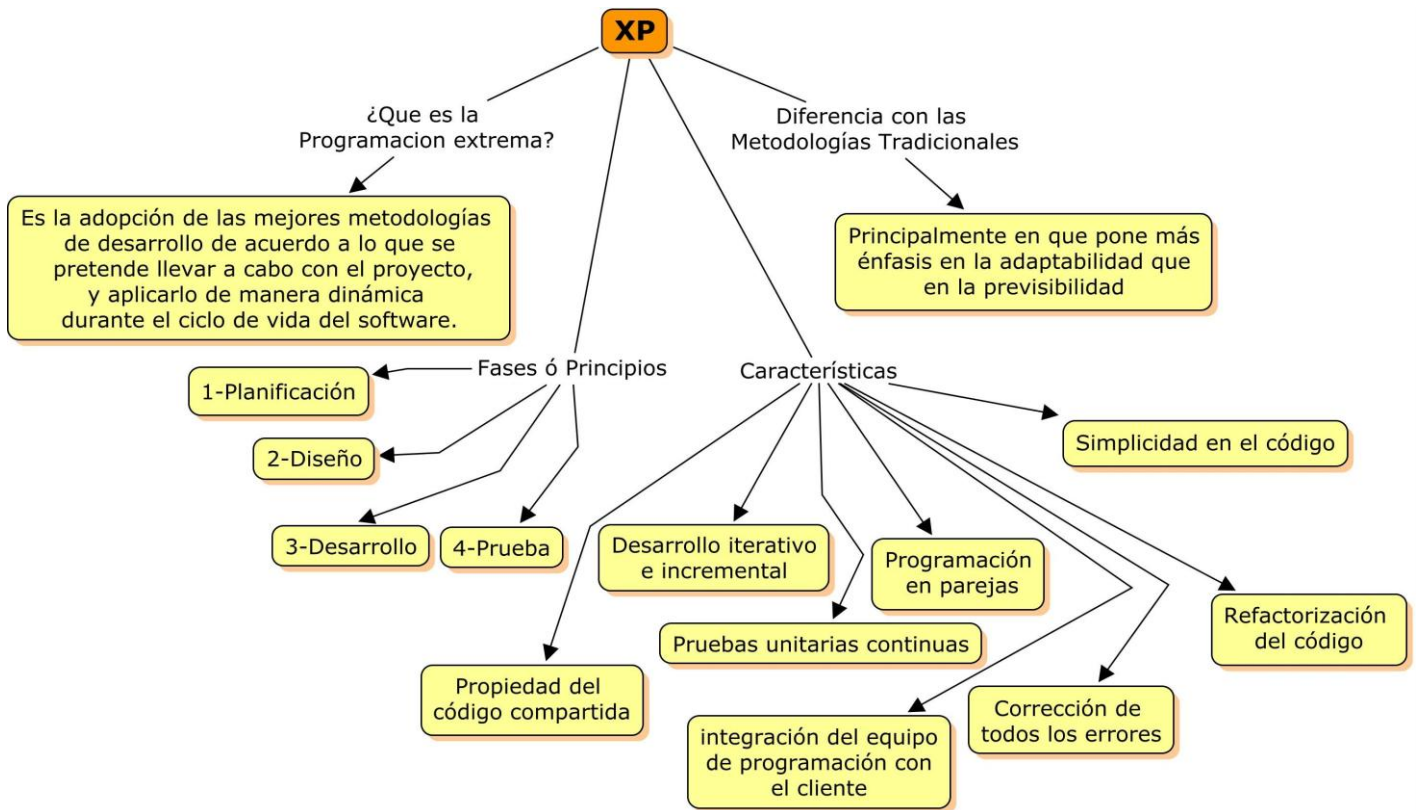 XP
¿Que es la
Programacion extrema?
Diferencia con las
Metodologías Tradicionales
Es la adopción de las mejores metodologías
de desarrollo de acuerdo a lo que se
pretende llevar a cabo con el proyecto,
y aplicarlo de manera dinámica
durante el ciclo de vida del software.
Principalmente en que pone más
énfasis en la adaptabilidad que
en la previsibilidad
Fases ó Principios
Características
1-Planificación
2-Diseño
3-Desarrollo
4-Prueba
Simplicidad en el código
Desarrollo iterativo
e incremental
Programación
en parejas
Refactorización
del código
Pruebas unitarias continuas
Propiedad del
código compartida
Corrección de
todos los errores
integración del equipo
de programación con
el cliente